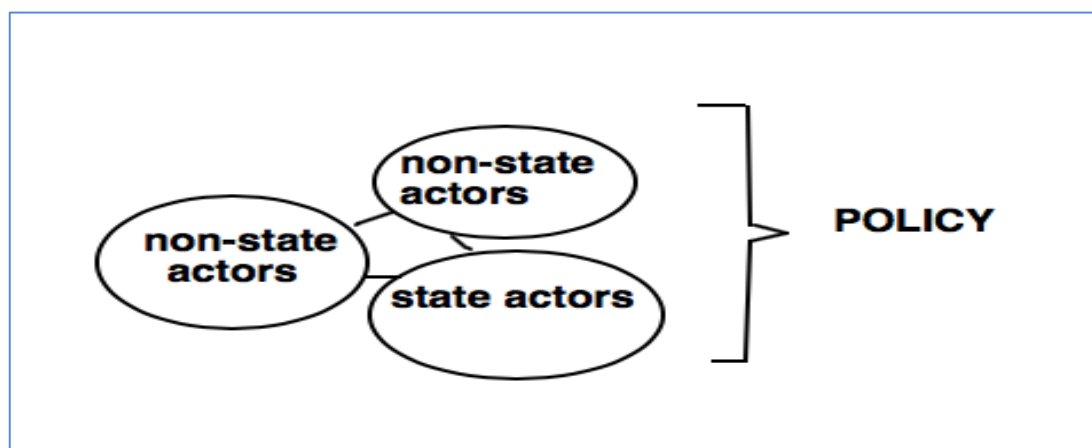 non-state
actors
non-state
actors
state actors
POLICY